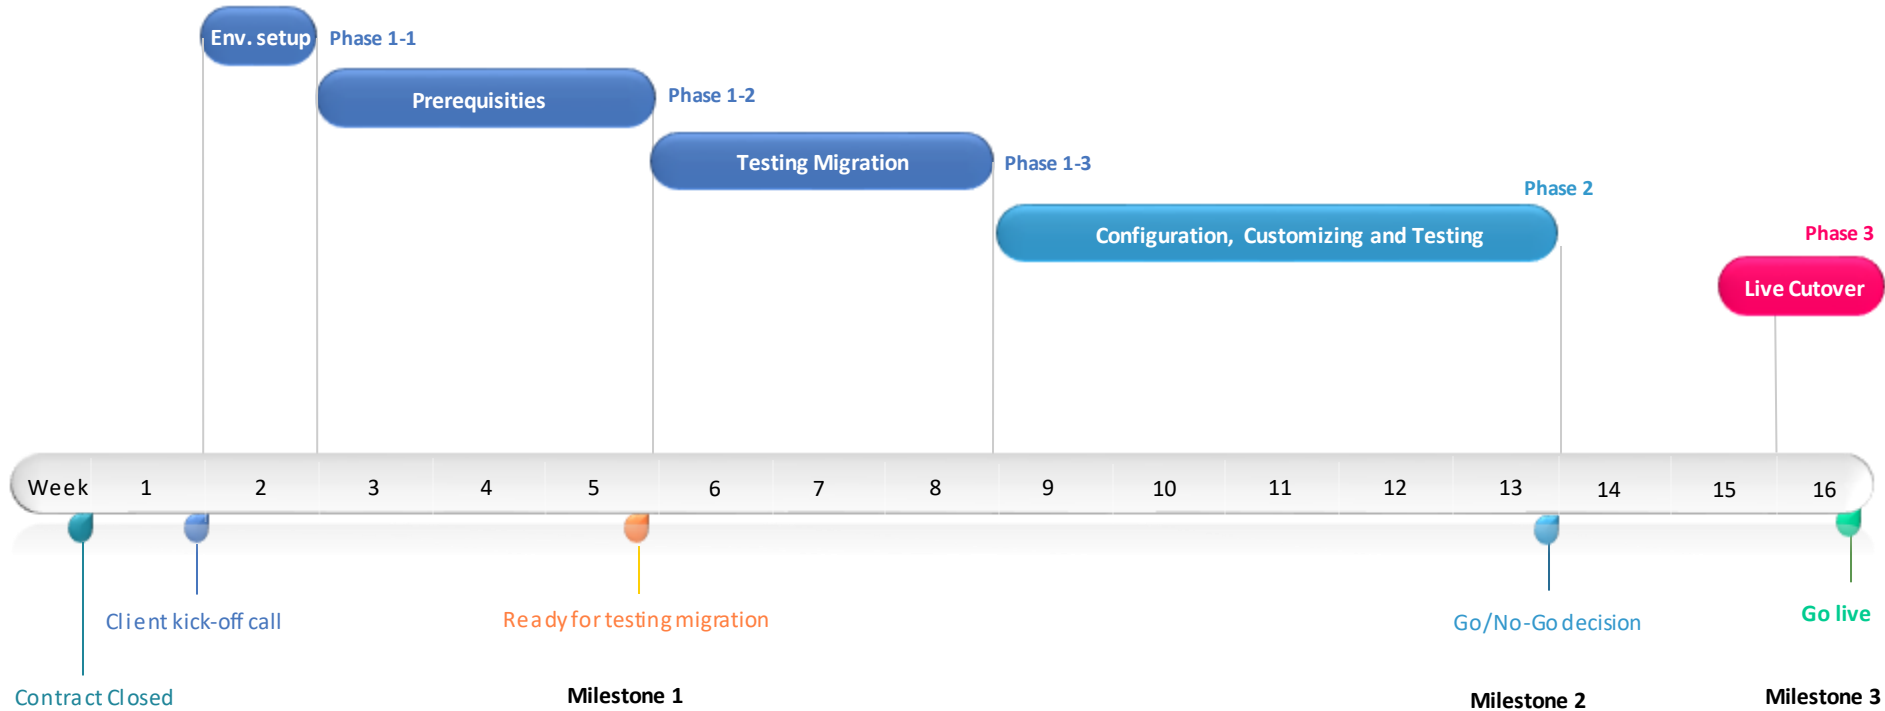 Env. setup Phase 1-1
Prerequisities Phase 1-2
Testing Migration Phase 1-3
Phase 2
Configuration, Customizing and Testing
Phase 3
Live Cutover
Week 1 2 3 4 5 6 7 8 9 10 11 12 13 14 15 16
Client kick-off call
Ready for testing migration
Go/No-Go decision
Go live
Contract Closed
Milestone 1
Milestone 2
Milestone 3